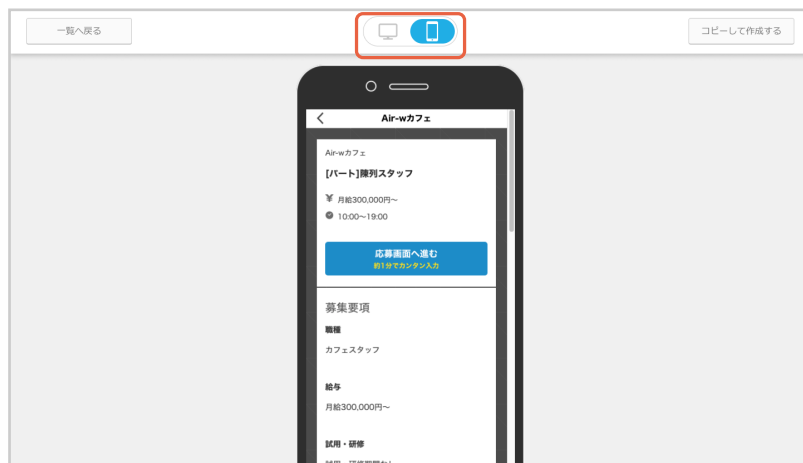 一覧へ戻る
コピーして作成する
Air-wカフェ
Air-wカフェ
[パート]陳列スタッフ
¥ 月給300,000円〜
10:00〜19:00
応募画面へ進む
約1分でカンタン入力
募集要項
職種
カフェスタッフ
給与
月給300,000円〜
試用・研修